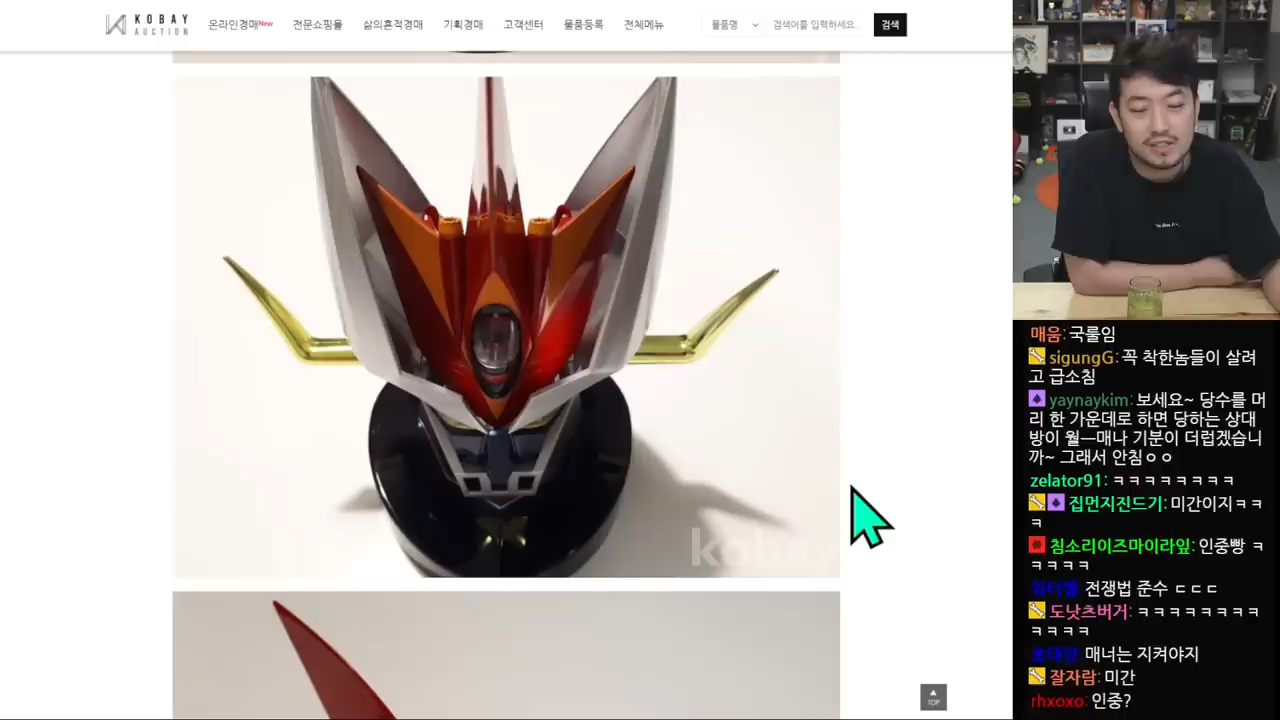 KOBAY
AUCTION
온라인경매New 전문쇼핑몰 삶의흔적경매 기획경매 고객센터 물품등록 전체메뉴 물품명 검색어를 입력하세요. 검색
매움: 국룰임
sigungG: 꼭 착한놈들이 살려
고 급소침
yaynaykim: 보세요~ 당수를 머
리 한 가운데로 하면 당하는 상대
방이 월ㅡ매나 기분이 더럽겠습니
까~ 그래서 안침ㅇㅇ
zelator91: ㅋㅋㅋㅋㅋㅋㅋㅋ
집먼지진드기: 미간이지ㅋㅋ
ㅋ
침소리이즈마이라잎: 인중빵 ㅋ
ㅋㅋㅋㅋ
워터벨: 전쟁법 준수 ㄷㄷㄷ
도낫츠버거: ㅋㅋㅋㅋㅋㅋㅋㅋ
ㅋㅋㅋㅋ
金태양: 매너는 지켜야지
잘자람: 미간
rhxoxo: 인중?
TOP